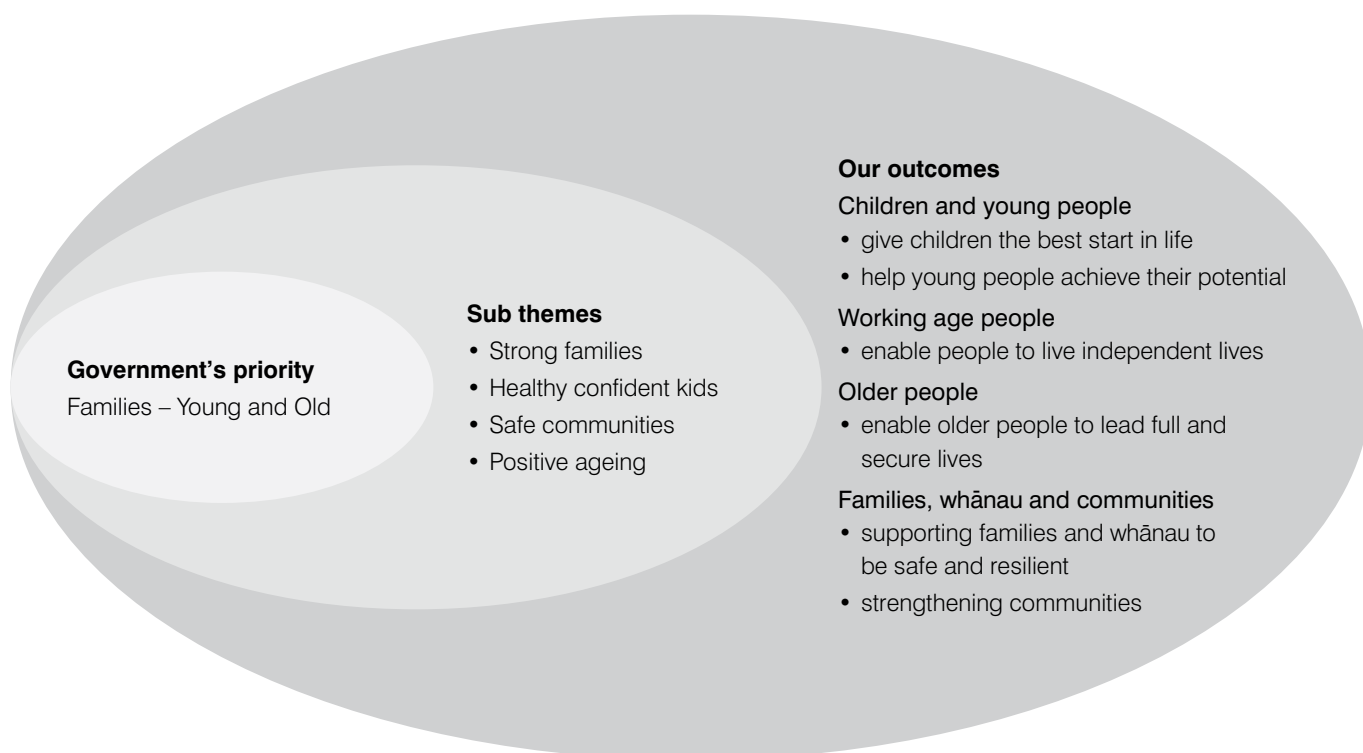 Government’s priority
Families – Young and Old
Sub themes
• Strong families
• Healthy confident kids
• Safe communities
• Positive ageing
Our outcomes
Children and young people
• give children the best start in life
• help young people achieve their potential
Working age people
• enable people to live independent lives
Older people
• enable older people to lead full and
secure lives
Families, whānau and communities
• supporting families and whānau to
be safe and resilient
• strengthening communities